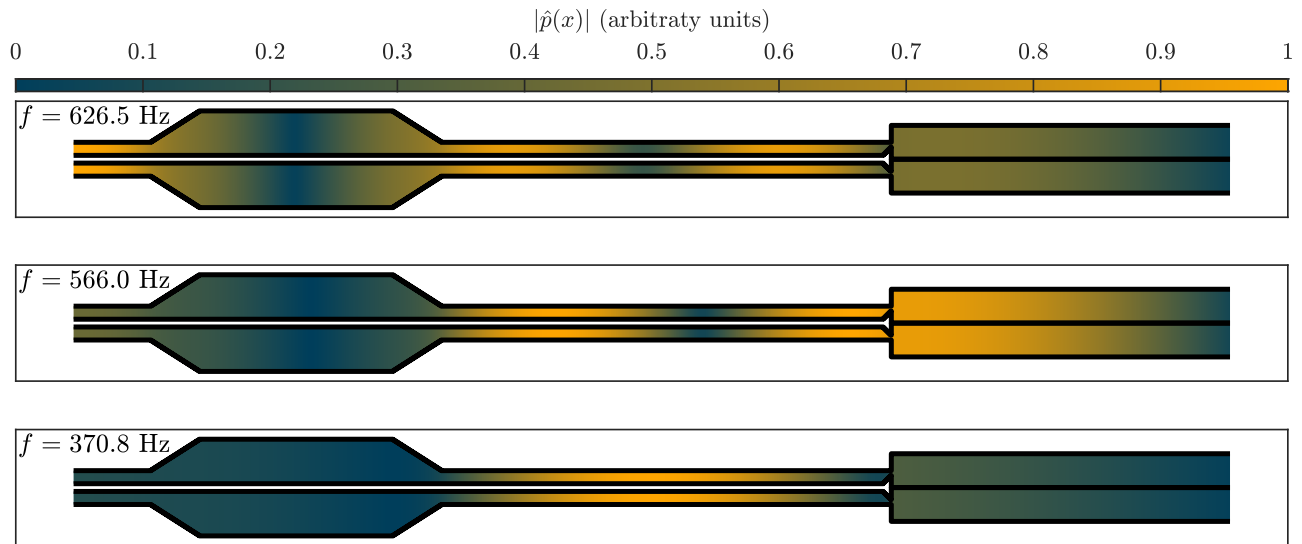 |p̂(x)| (arbitraty units)
0 0.1 0.2 0.3 0.4 0.5 0.6 0.7 0.8 0.9 1
f = 626.5 Hz
f = 566.0 Hz
f = 370.8 Hz